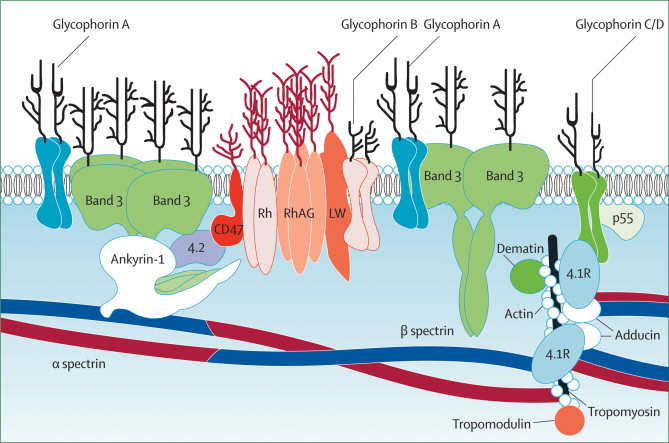 Glycophorin A
Glycophorin B
Glycophorin A
Glycophorin C/D
Band 3
Band 3
Rh
RhAG
LW
Band 3
Band 3
CD47
4.2
p55
Ankyrin-1
Dematin
4.1R
Actin
β spectrin
Adducin
4.1R
α spectrin
Tropomyosin
Tropomodulin